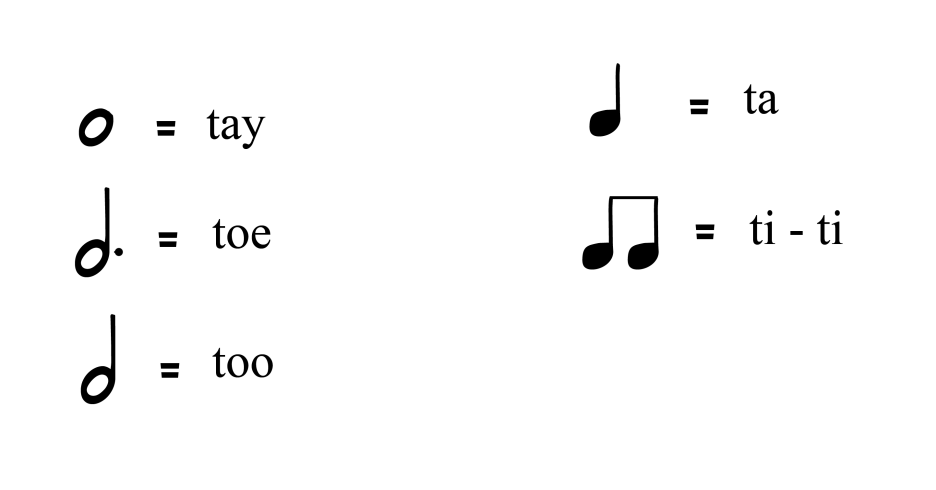 = tay
= toe
= too
= ta
= ti - ti